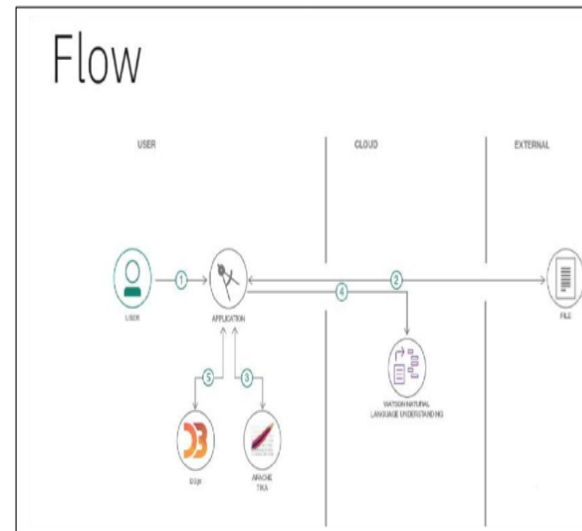 Flow
USER
CLOUD
EXTERNAL
1
2
4
USER
APPLICATION
FILE
5
3
WATSON NATURAL
LANGUAGE UNDERSTANDING
D3.js
APACHE
TIKA